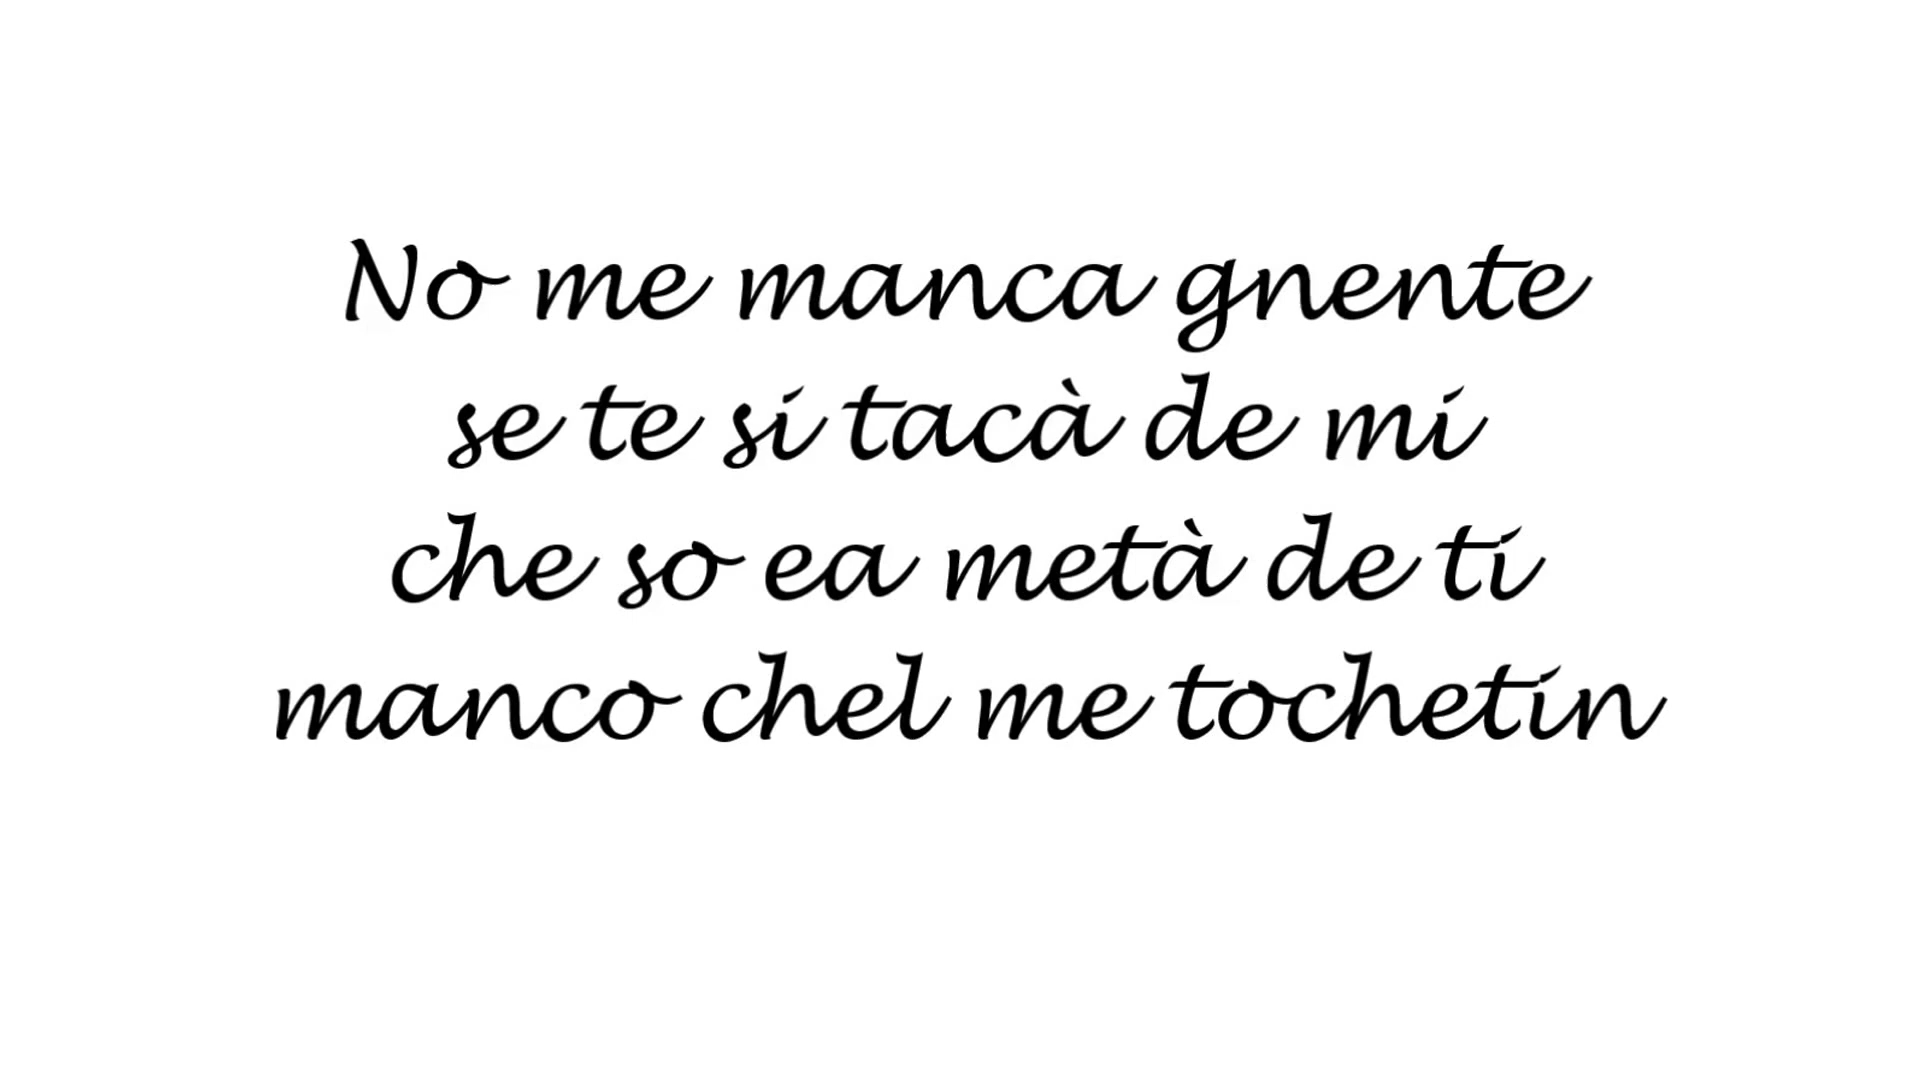 No me manca gnente
se te si tacà de mi
che so ea metà de ti
manco chel me tochetin